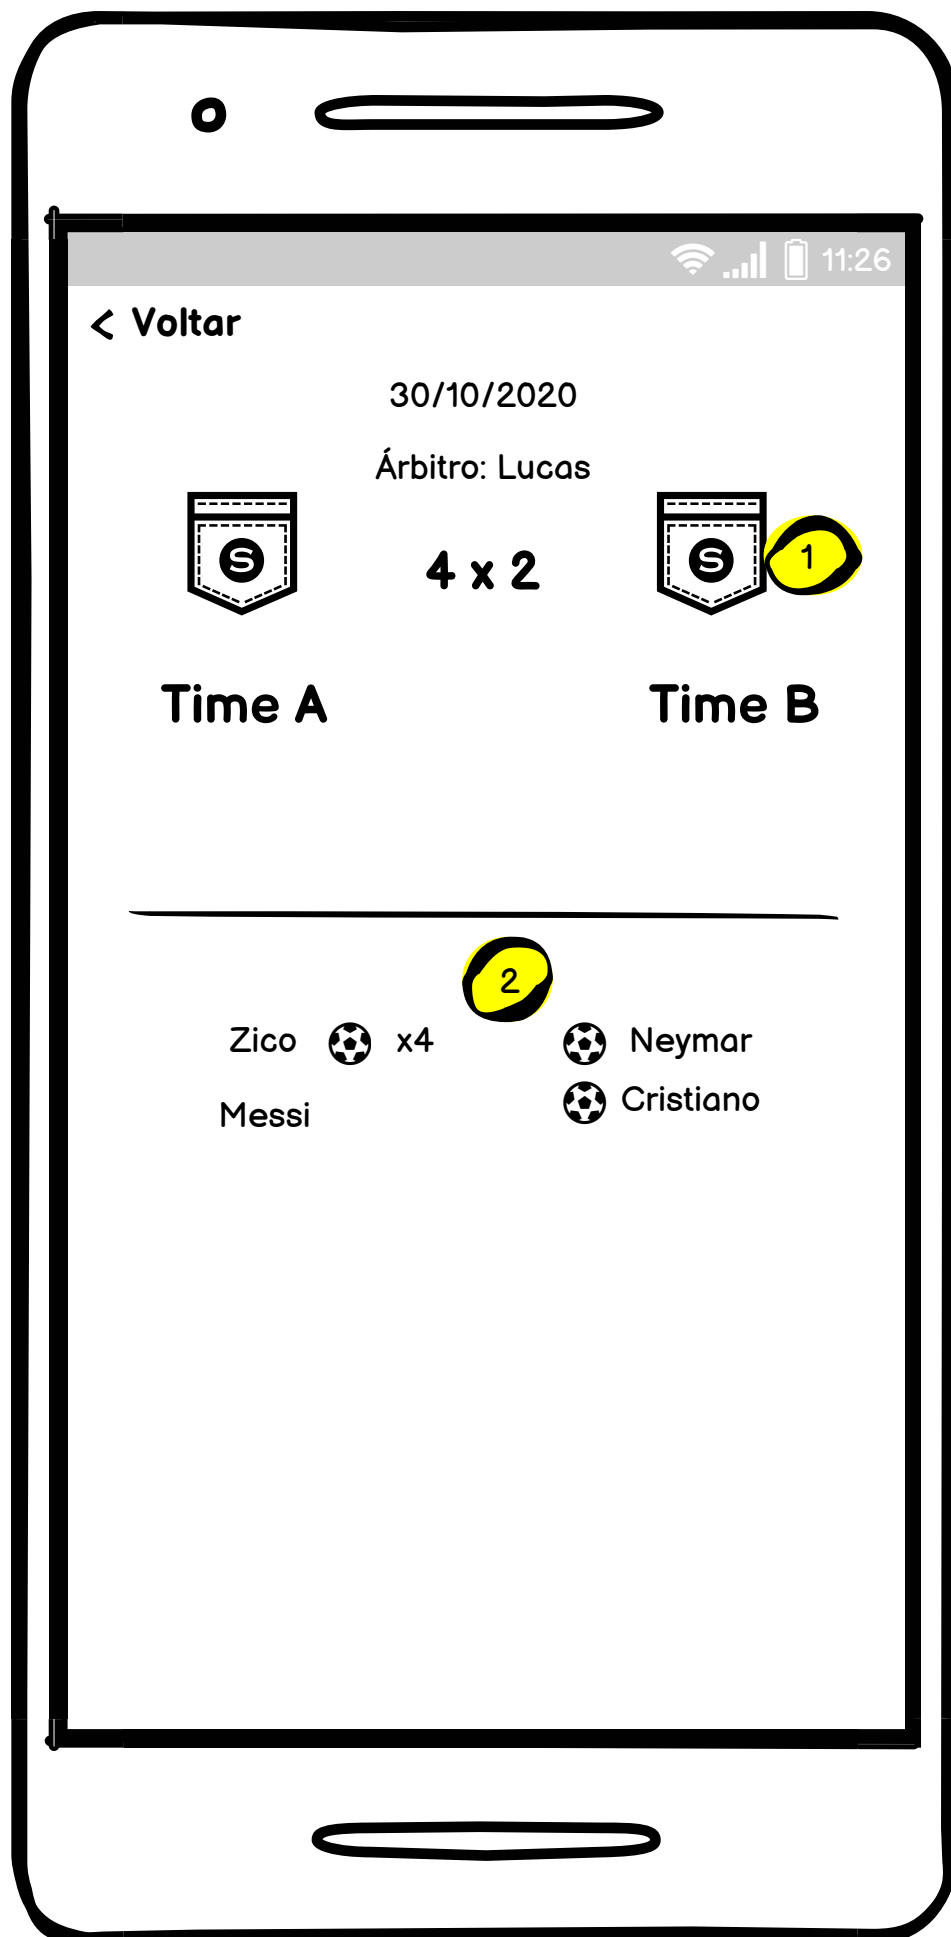 11:26
< Voltar
30/10/2020
Árbitro: Lucas
S S
4 x 2
1
Time A Time B
2
Zico x4 Neymar
Cristiano
Messi